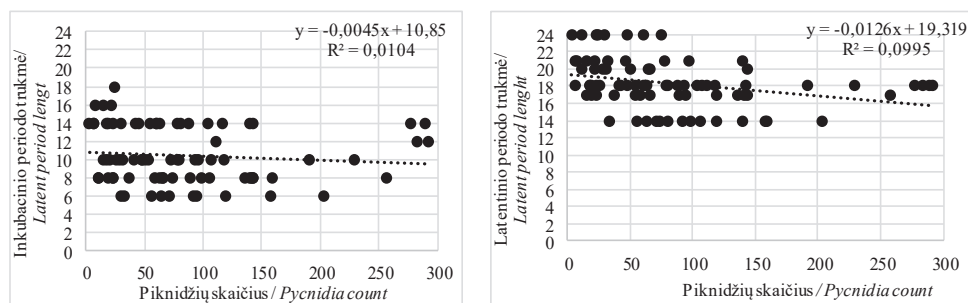 y = -0,0045x + 10,85
R² = 0,0104
24
22
20
18
16
14
12
10
8
6
4
2
0
Inkubacinio periodo trukmė/
Latent period lengt
0 50 100 150 200 250 300
Piknidžių skaičius / Pycnidia count
y = -0,0126x + 19,319
R² = 0,0995
24
22
20
18
16
14
12
10
8
6
4
2
0
Latentinio periodo trukmė/
Latent period lenght
0 50 100 150 200 250 300
Piknidžių skaičius / Pycnidia count